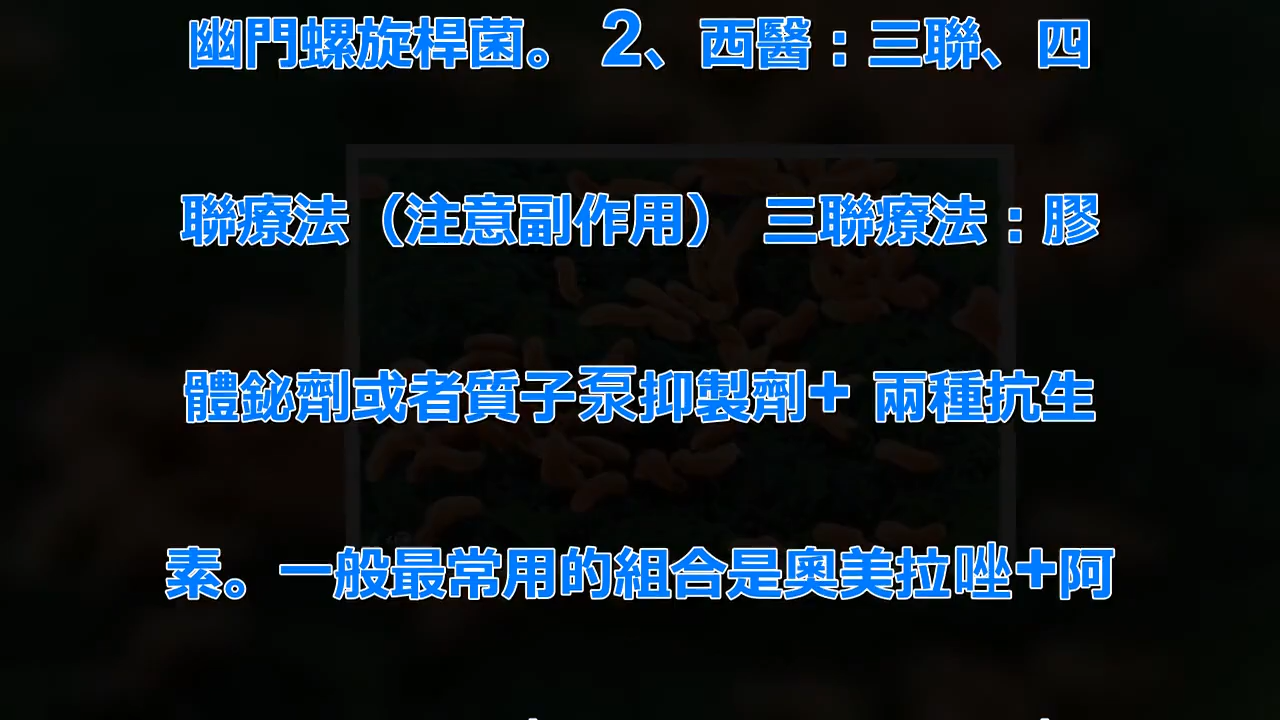 幽門螺旋桿菌。 2、西醫：三聯、四
聯療法（注意副作用） 三聯療法：膠
體鉍劑或者質子泵抑製劑+ 兩種抗生
素。一般最常用的組合是奧美拉唑+阿